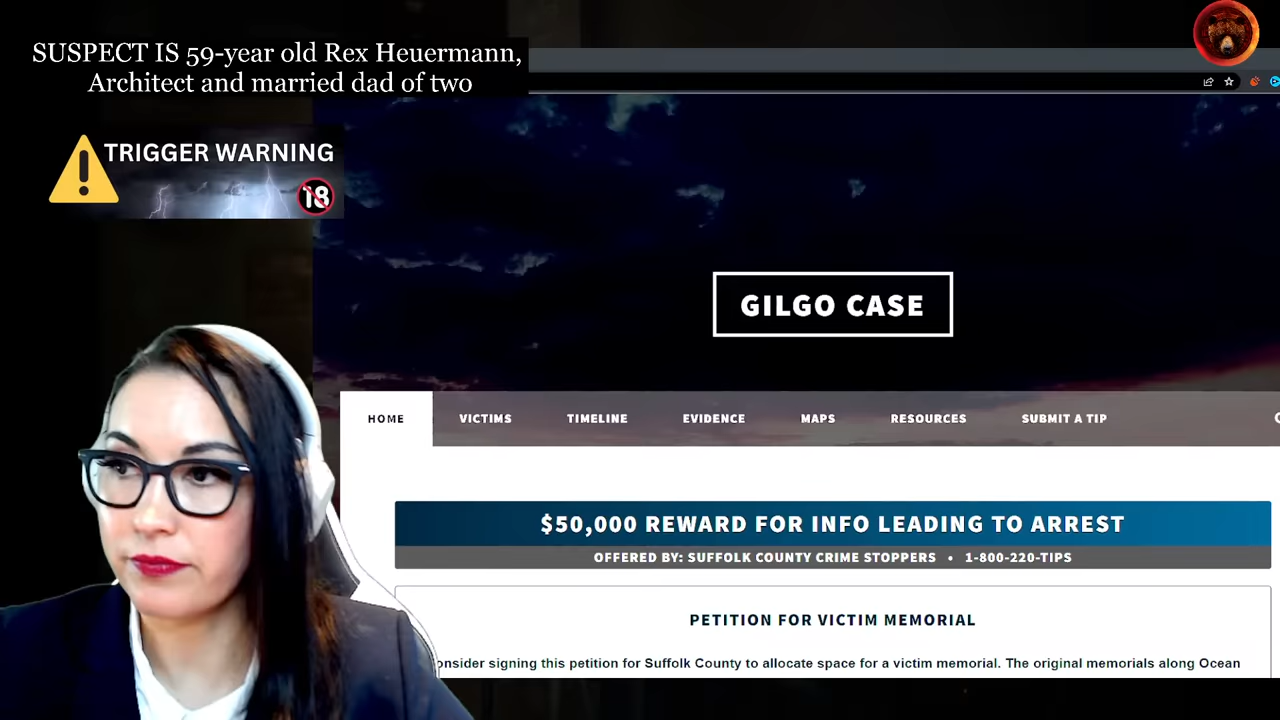 SUSPECT IS 59-year old Rex Heuermann,
Architect and married dad of two
TRIGGER WARNING
18
GILGO CASE
HOME VICTIMS TIMELINE EVIDENCE MAPS RESOURCES SUBMIT A TIP
$50,000 REWARD FOR INFO LEADING TO ARREST
OFFERED BY: SUFFOLK COUNTY CRIME STOPPERS • 1-800-220-TIPS
PETITION FOR VICTIM MEMORIAL
onsider signing this petition for Suffolk County to allocate space for a victim memorial. The original memorials along Ocean